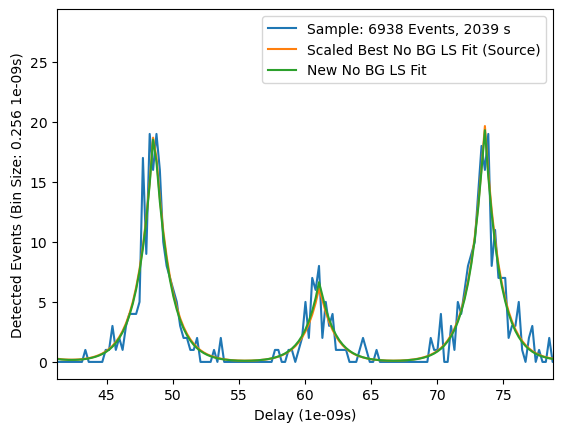 Sample: 6938 Events, 2039 s
Scaled Best No BG LS Fit (Source)
New No BG LS Fit
Detected Events (Bin Size: 0.256 1e-09s)
25
20
15
10
5
0
45 50 55 60 65 70 75
Delay (1e-09s)